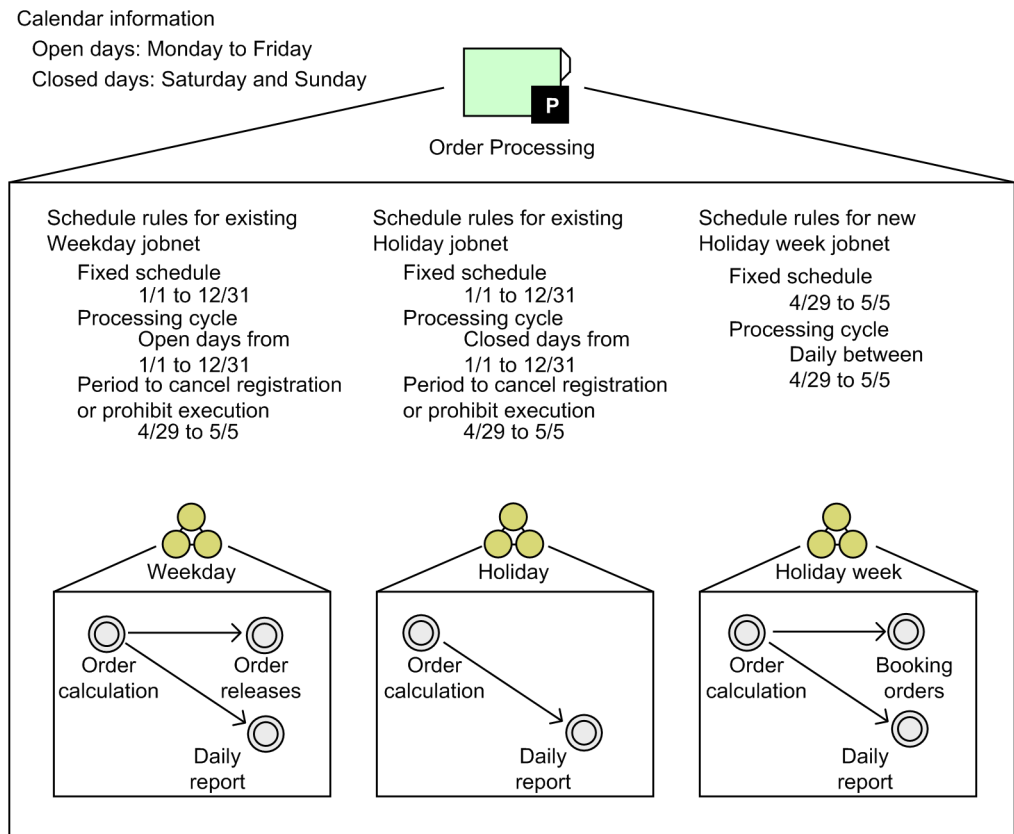 Calendar information
Open days: Monday to Friday
Closed days: Saturday and Sunday
P
Order Processing
Schedule rules for existing
Weekday jobnet
Fixed schedule
1/1 to 12/31
Processing cycle
Open days from
1/1 to 12/31
Period to cancel registration
or prohibit execution
4/29 to 5/5
Schedule rules for existing
Holiday jobnet
Fixed schedule
1/1 to 12/31
Processing cycle
Closed days from
1/1 to 12/31
Period to cancel registration
or prohibit execution
4/29 to 5/5
Schedule rules for new
Holiday week jobnet
Fixed schedule
4/29 to 5/5
Processing cycle
Daily between
4/29 to 5/5
Weekday
Order
calculation
Order
releases
Daily
report
Holiday
Order
calculation
Daily
report
Holiday week
Order
calculation
Booking
orders
Daily
report